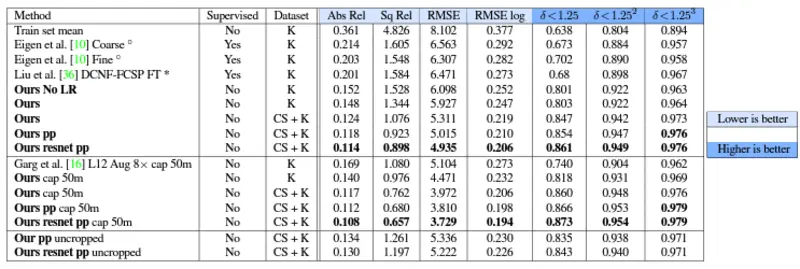 Method Supervised Dataset Abs Rel Sq Rel RMSE RMSE log δ < 1.25 δ < 1.25² δ < 1.25³
Train set mean No K 0.361 4.826 8.102 0.377 0.638 0.804 0.894
Eigen et al. [10] Coarse ° Yes K 0.214 1.605 6.563 0.292 0.673 0.884 0.957
Eigen et al. [10] Fine ° Yes K 0.203 1.548 6.307 0.282 0.702 0.890 0.958
Liu et al. [36] DCNF-FCSP FT * Yes K 0.201 1.584 6.471 0.273 0.68 0.898 0.967
Ours No LR No K 0.152 1.528 6.098 0.252 0.801 0.922 0.963
Ours No K 0.148 1.344 5.927 0.247 0.803 0.922 0.964
Ours No CS + K 0.124 1.076 5.311 0.219 0.847 0.942 0.973
Ours pp No CS + K 0.118 0.923 5.015 0.210 0.854 0.947 0.976
Ours resnet pp No CS + K 0.114 0.898 4.935 0.206 0.861 0.949 0.976
Garg et al. [16] L12 Aug 8× cap 50m No K 0.169 1.080 5.104 0.273 0.740 0.904 0.962
Ours cap 50m No K 0.140 0.976 4.471 0.232 0.818 0.931 0.969
Ours cap 50m No CS + K 0.117 0.762 3.972 0.206 0.860 0.948 0.976
Ours pp cap 50m No CS + K 0.112 0.680 3.810 0.198 0.866 0.953 0.979
Ours resnet pp cap 50m No CS + K 0.108 0.657 3.729 0.194 0.873 0.954 0.979
Our pp uncropped No CS + K 0.134 1.261 5.336 0.230 0.835 0.938 0.971
Ours resnet pp uncropped No CS + K 0.130 1.197 5.222 0.226 0.843 0.940 0.971
Lower is better
Higher is better